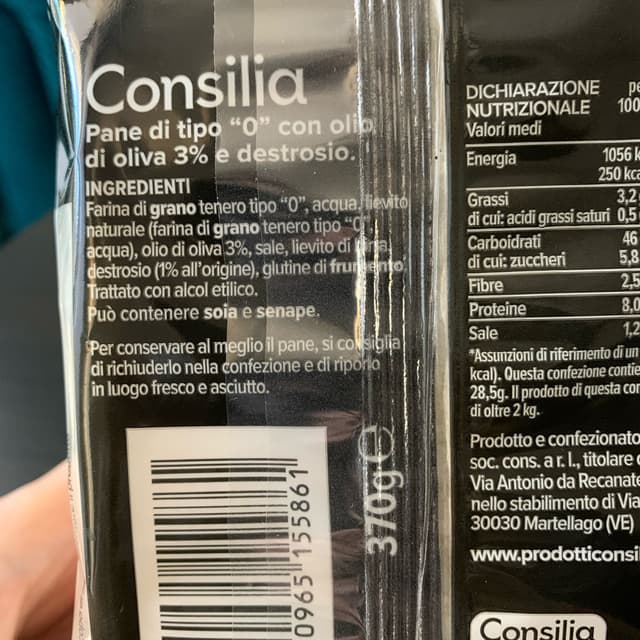 Consilia
Pane di tipo “0” con olio
di oliva 3% e destrosio.
INGREDIENTI
Farina di grano tenero tipo “0”, acqua, lievito
naturale (farina di grano tenero tipo “0”,
acqua), olio di oliva 3%, sale, lievito di birra,
destrosio (1% all’origine), glutine di frumento.
Trattato con alcol etilico.
Può contenere soia e senape.
Per conservare al meglio il pane, si consiglia
di richiuderlo nella confezione e di riporlo
in luogo fresco e asciutto.
0965 155861
370g ℮
DICHIARAZIONE
NUTRIZIONALE 100
Valori medi
Energia 1056 k
250 kca
Grassi 3,2
di cui: acidi grassi saturi 0,5
Carboidrati 46
di cui: zuccheri 5,8
Fibre 2,5
Proteine 8,0
Sale 1,2
*Assunzioni di riferimento di un
kcal). Questa confezione contie
28,5g. Il prodotto di questa con
di oltre 2 kg.
Prodotto e confezionato
soc. cons. a r. l., titolare
Via Antonio da Recanate
nello stabilimento di Via
30030 Martellago (VE)
www.prodotticonsi
Consilia